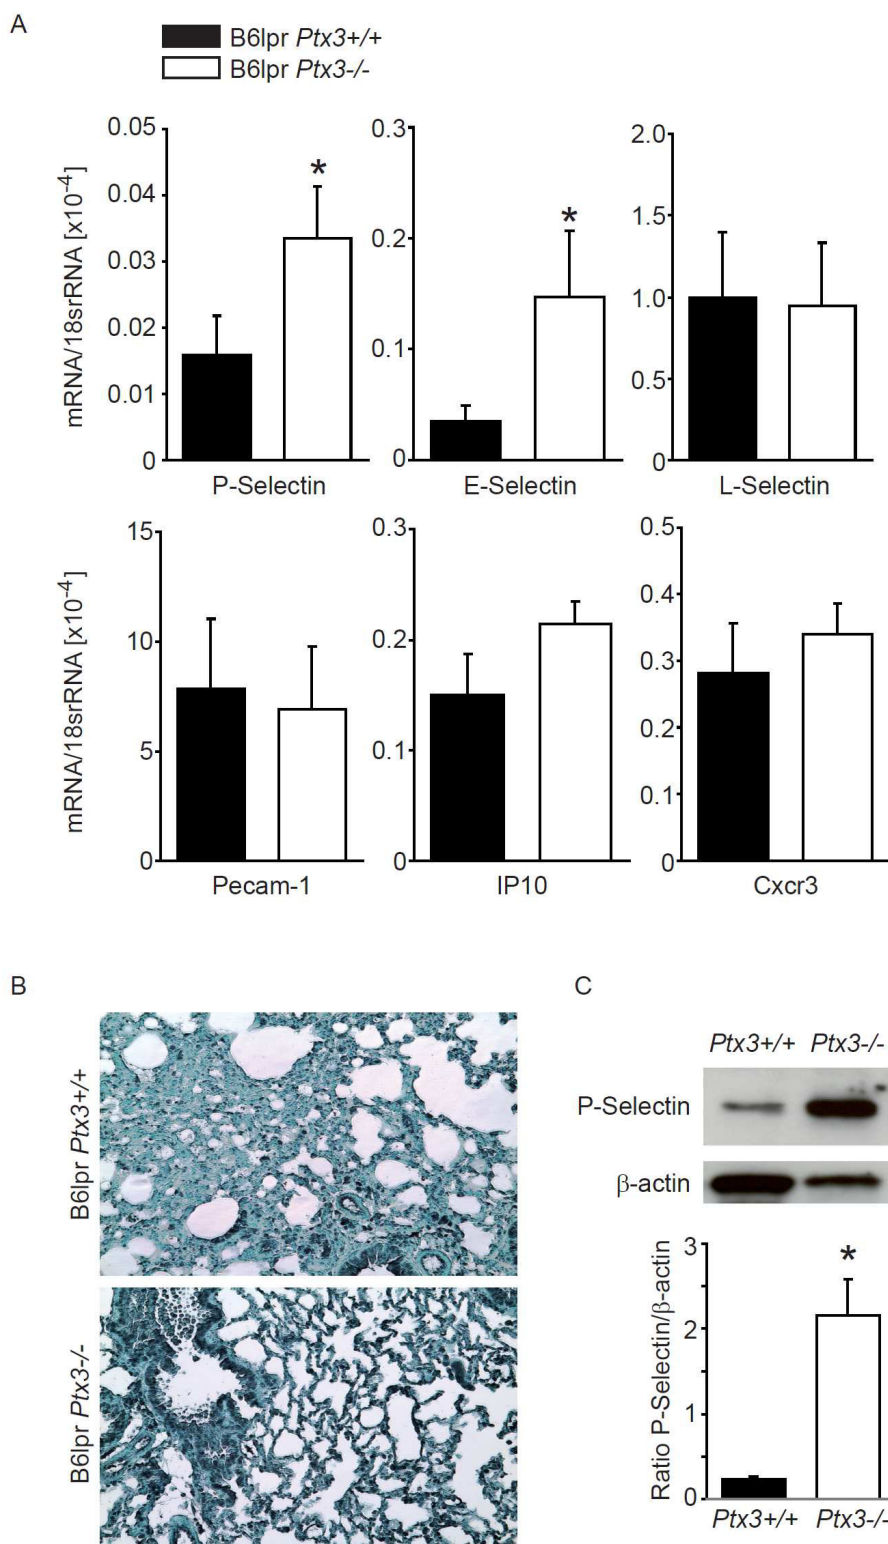 A
B6lpr Ptx3+/+
B6lpr Ptx3-/-
mRNA/18srRNA [x10-4]
0.05
0.04
0.03
0.02
0.01
0
P-Selectin
*
0.3
0.2
0.1
0
E-Selectin
*
2.0
1.5
1.0
0.5
0
L-Selectin
mRNA/18srRNA [x10-4]
15
10
5
0
Pecam-1
0.3
0.2
0.1
0
IP10
0.5
0.4
0.3
0.2
0.1
0
Cxcr3
B
B6lpr Ptx3+/+
B6lpr Ptx3-/-
C
Ptx3+/+ Ptx3-/-
P-Selectin
β-actin
Ratio P-Selectin/β-actin
3
2
1
0
*
Ptx3+/+ Ptx3-/-